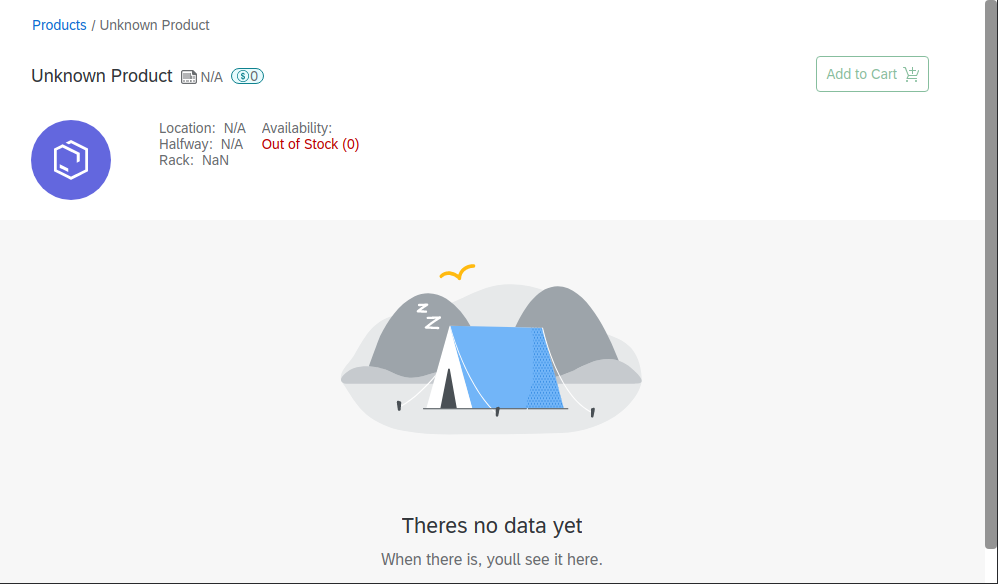 Products / Unknown Product
Unknown Product N/A $0
Add to Cart
Location: N/A Availability:
Halfway: N/A Out of Stock (0)
Rack: NaN
z
N
Theres no data yet
When there is, youll see it here.